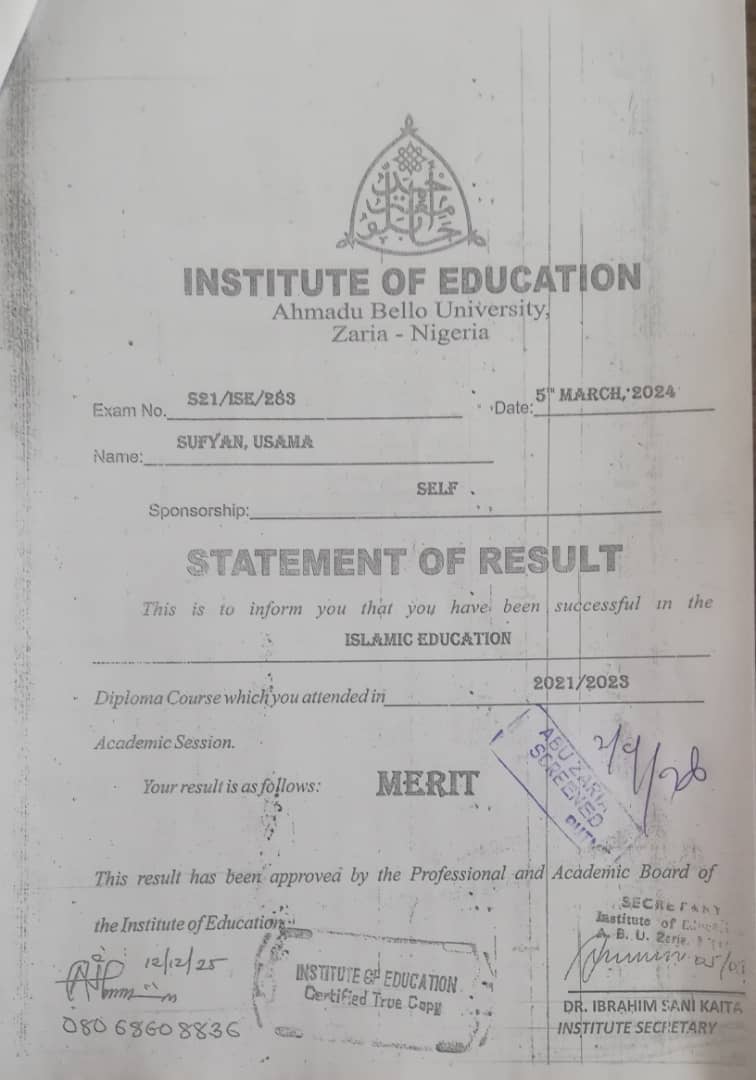 INSTITUTE OF EDUCATION
Ahmadu Bello University,
Zaria - Nigeria
Exam No. S21/ISE/283
Date: 5TH MARCH, 2024
Name: SUFYAN, USAMA
Sponsorship: SELF
STATEMENT OF RESULT
This is to inform you that you have been successful in the
ISLAMIC EDUCATION
Diploma Course which you attended in 2021/2023
Academic Session.
Your result is as follows: MERIT
ABU ZARIA
SCREENED
This result has been approved by the Professional and Academic Board of
the Institute of Education
SECRETARY
Institute of
A. B. U. Zaria
12/12/25
08068608836
INSTITUTE OF EDUCATION
Certified True Copy
DR. IBRAHIM SANI KAITA
INSTITUTE SECRETARY